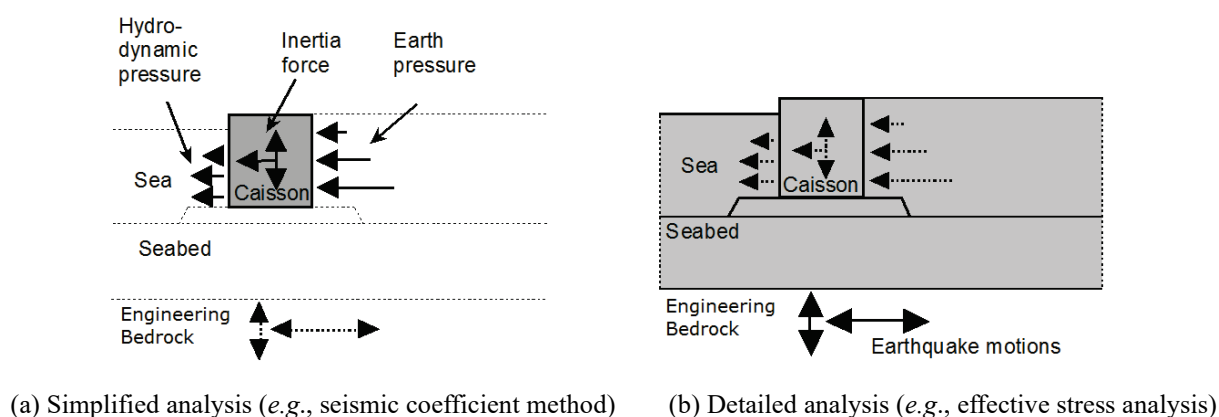 Hydro-
dynamic
pressure
Inertia
force
Earth
pressure
Sea
Caisson
Seabed
Engineering
Bedrock
Sea
Caisson
Seabed
Engineering
Bedrock
Earthquake motions
(a) Simplified analysis (e.g., seismic coefficient method)
(b) Detailed analysis (e.g., effective stress analysis)